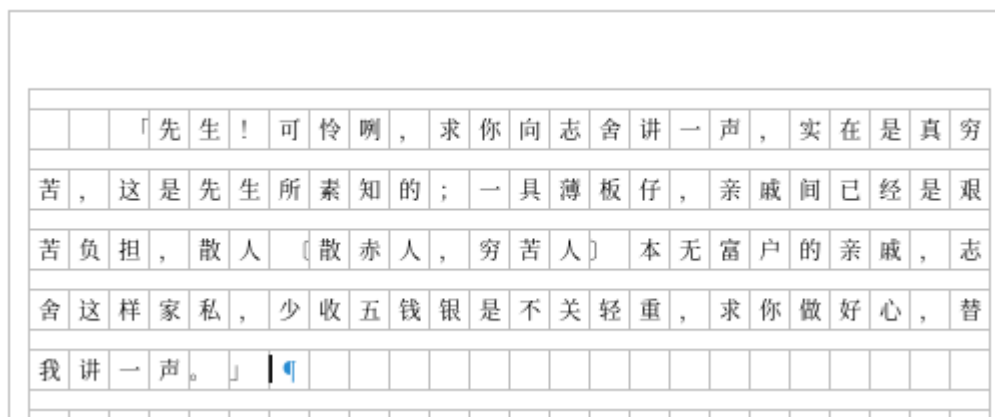 「先生！可怜咧，求你向志舍讲一声，实在是真穷
苦，这是先生所素知的；一具薄板仔，亲戚间已经是艰
苦负担，散人〔散赤人，穷苦人〕本无富户的亲戚，志
舍这样家私，少收五钱银是不关轻重，求你做好心，替
我讲一声。」